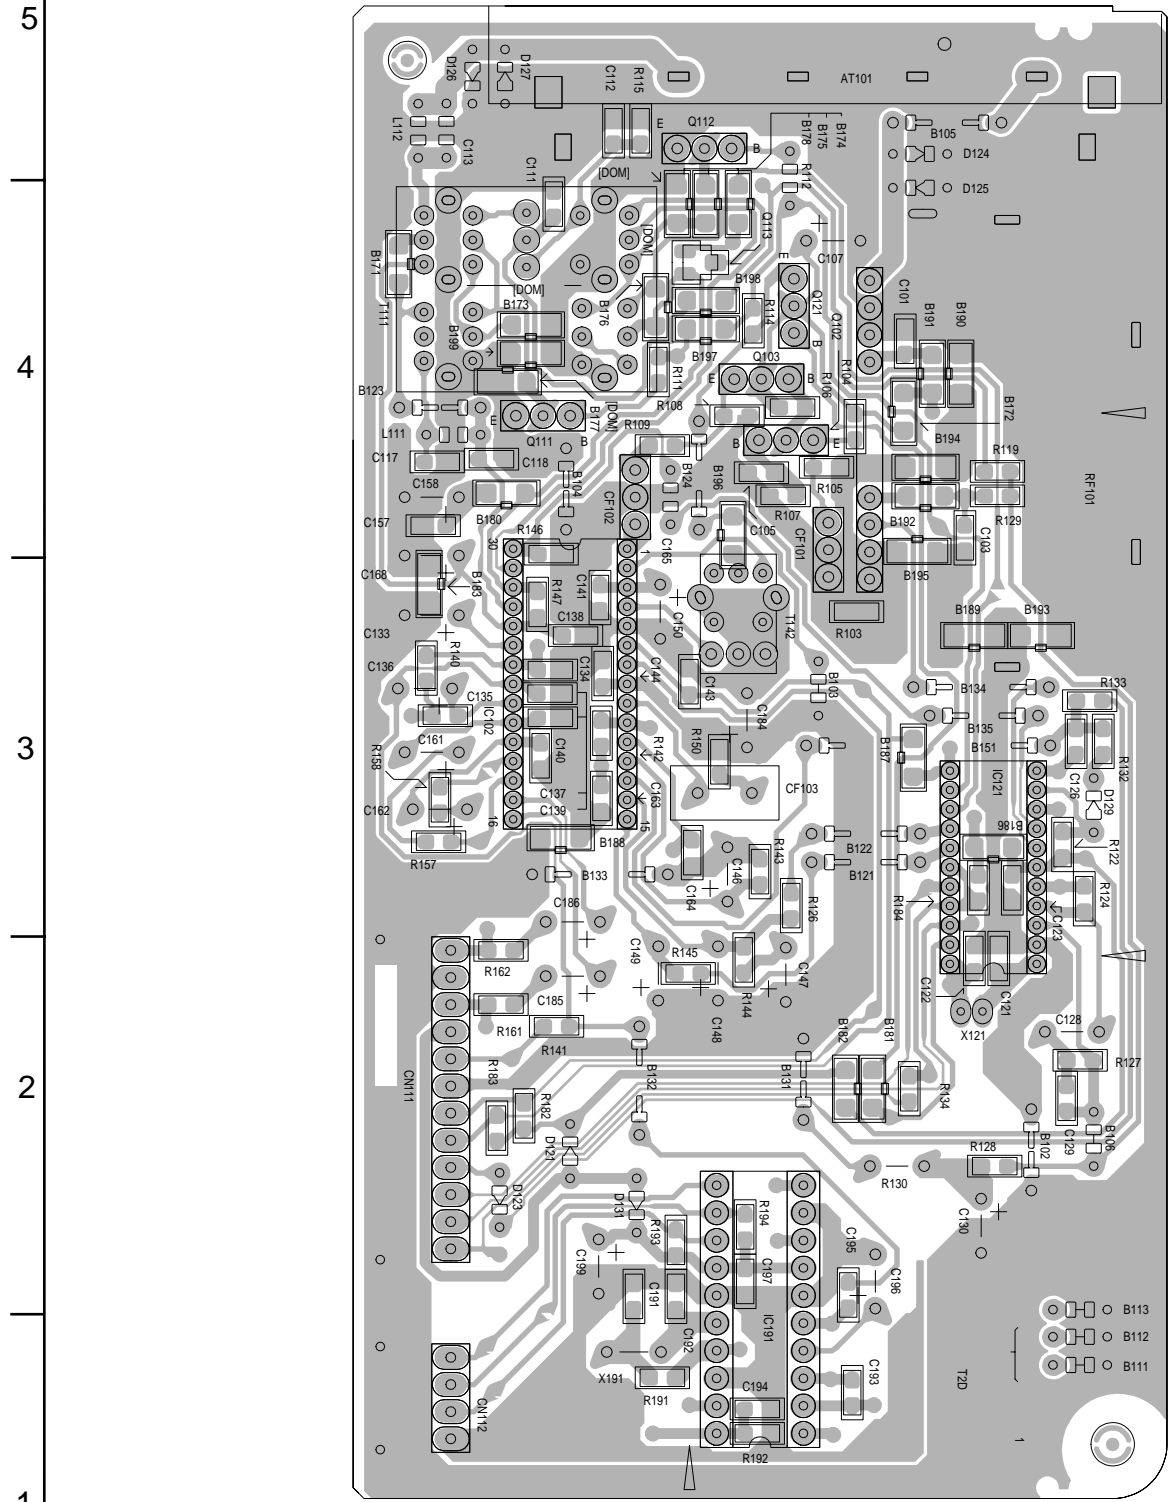 5
4
3
2
1
D126
D127
C112
R115
AT101
L112
C113
E
Q112
B
B178
B175
B174
R112
B105
D124
D125
C111
[DOM]
[DOM]
[DOM]
Q113
C107
B171
T111
B173
B199
B176
B198
R114
E
Q121
B
Q102
C101
B191
B190
B197
Q103
E
B
R111
R108
R106
R104
B123
L111
E
Q111
B
B177
[DOM]
R109
B
E
B172
B194
C117
C118
B104
B124
B196
R105
R119
C158
CF102
R107
RF101
C157
B180
R146
C105
CF101
B192
R129
C103
30
1
C165
B195
C168
B183
R147
C141
C150
T142
R103
B189
B193
C133
C138
R140
C136
C134
C144
C143
B103
B134
R133
C135
IC102
C184
B135
C161
R158
C140
R142
R150
B187
B151
IC121
C126
R132
C137
C163
CF103
D129
C162
C139
16
15
B186
R122
R157
B188
B122
R143
B133
C146
B121
R124
C164
R126
R184
C123
C186
C149
R145
R162
C147
C185
R144
C122
C121
R161
C148
X121
C128
R141
B182
B181
CN111
R183
B132
B131
R127
R182
R134
D121
B102
C129
B106
R128
R130
D123
D131
R193
R194
C195
C130
C199
C197
C196
C191
IC191
B113
C192
B112
X191
R191
C193
T2D
B111
CN112
C194
1
R192